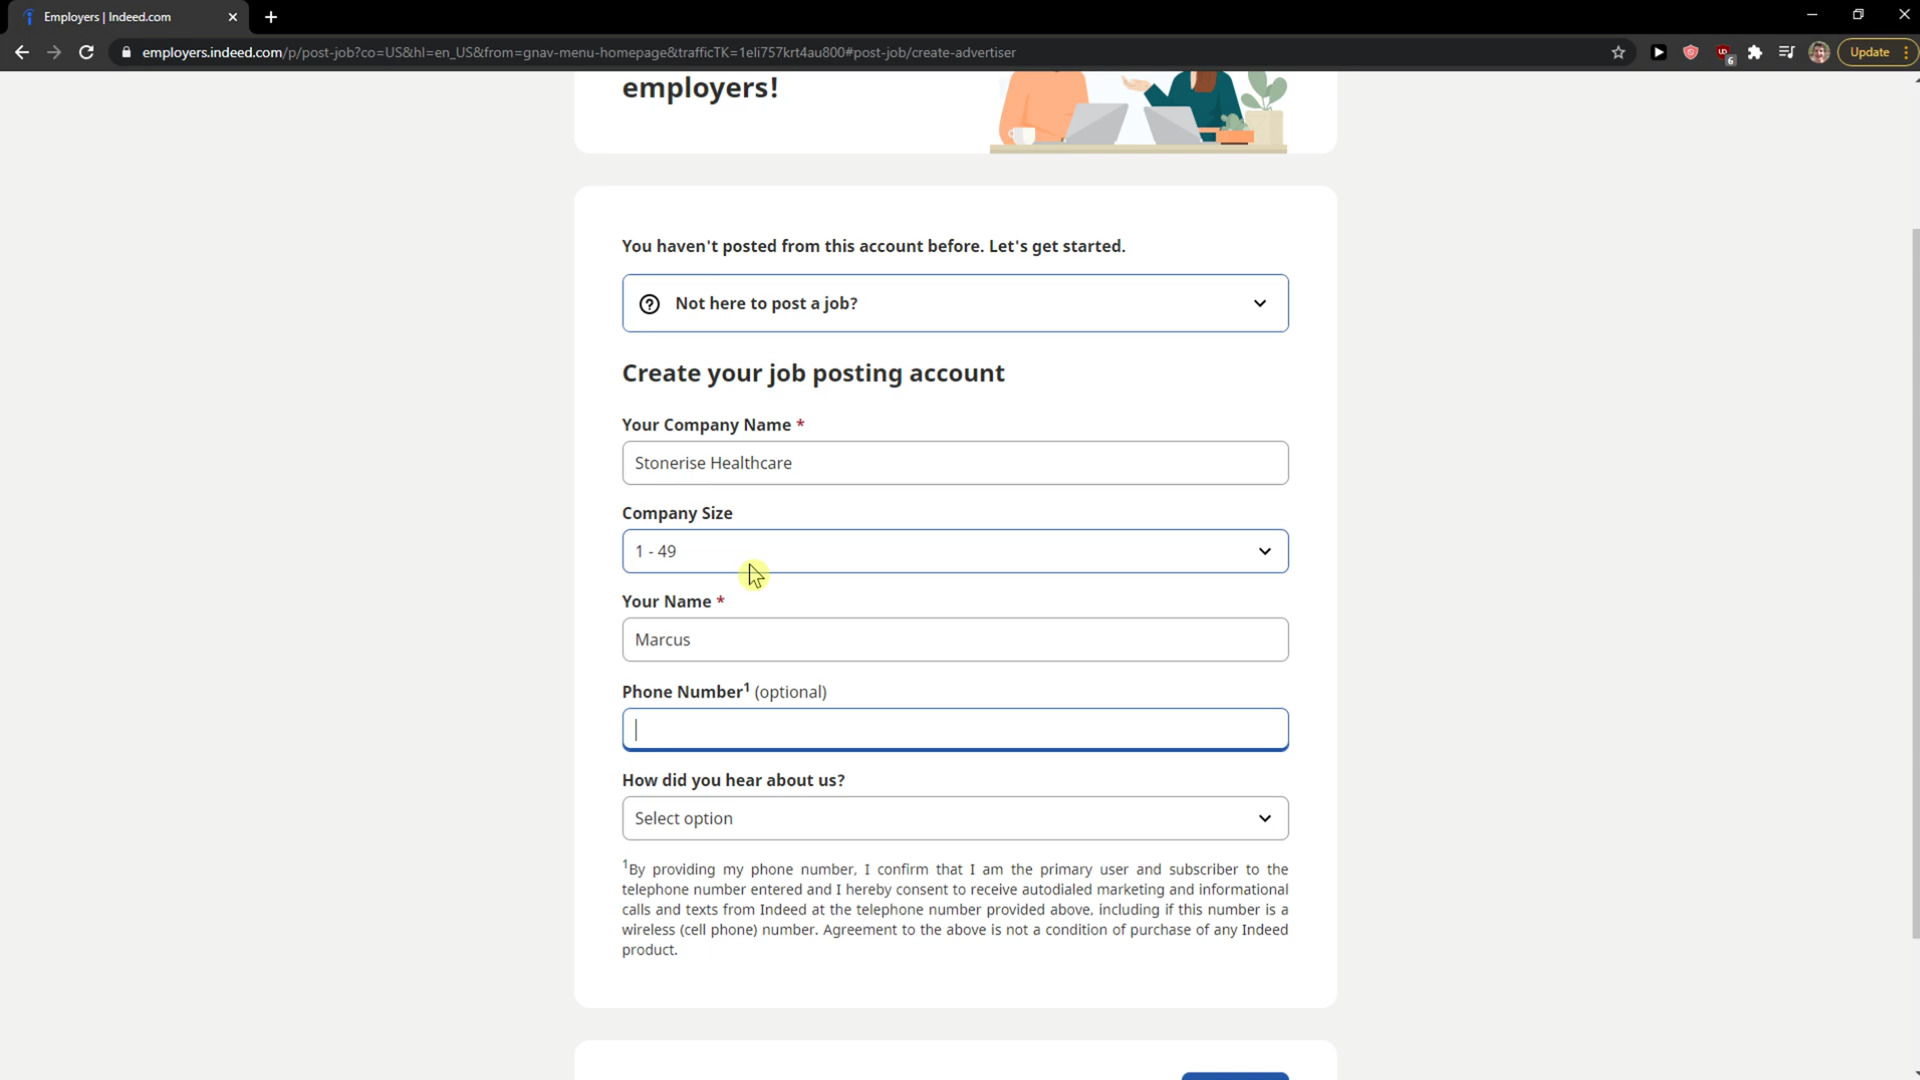 Employers | Indeed.com
employers.indeed.com/p/post-job?co=US&hl=en_US&from=gnav-menu-homepage&trafficTK=1eli757krt4au800#post-job/create-advertiser
6
Update
employers!
You haven't posted from this account before. Let's get started.
Not here to post a job?
Create your job posting account
Your Company Name *
Stonerise Healthcare
Company Size
1 - 49
Your Name *
Marcus
Phone Number¹ (optional)
How did you hear about us?
Select option
¹By providing my phone number, I confirm that I am the primary user and subscriber to the
telephone number entered and I hereby consent to receive autodialed marketing and informational
calls and texts from Indeed at the telephone number provided above, including if this number is a
wireless (cell phone) number. Agreement to the above is not a condition of purchase of any Indeed
product.